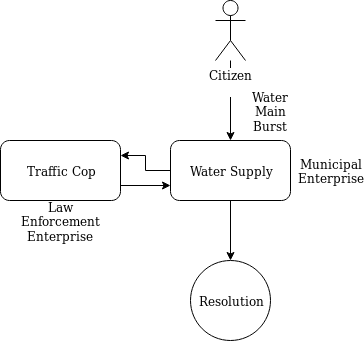 Citizen
Water
Main
Burst
Traffic Cop
Water Supply
Municipal
Enterprise
Law
Enforcement
Enterprise
Resolution